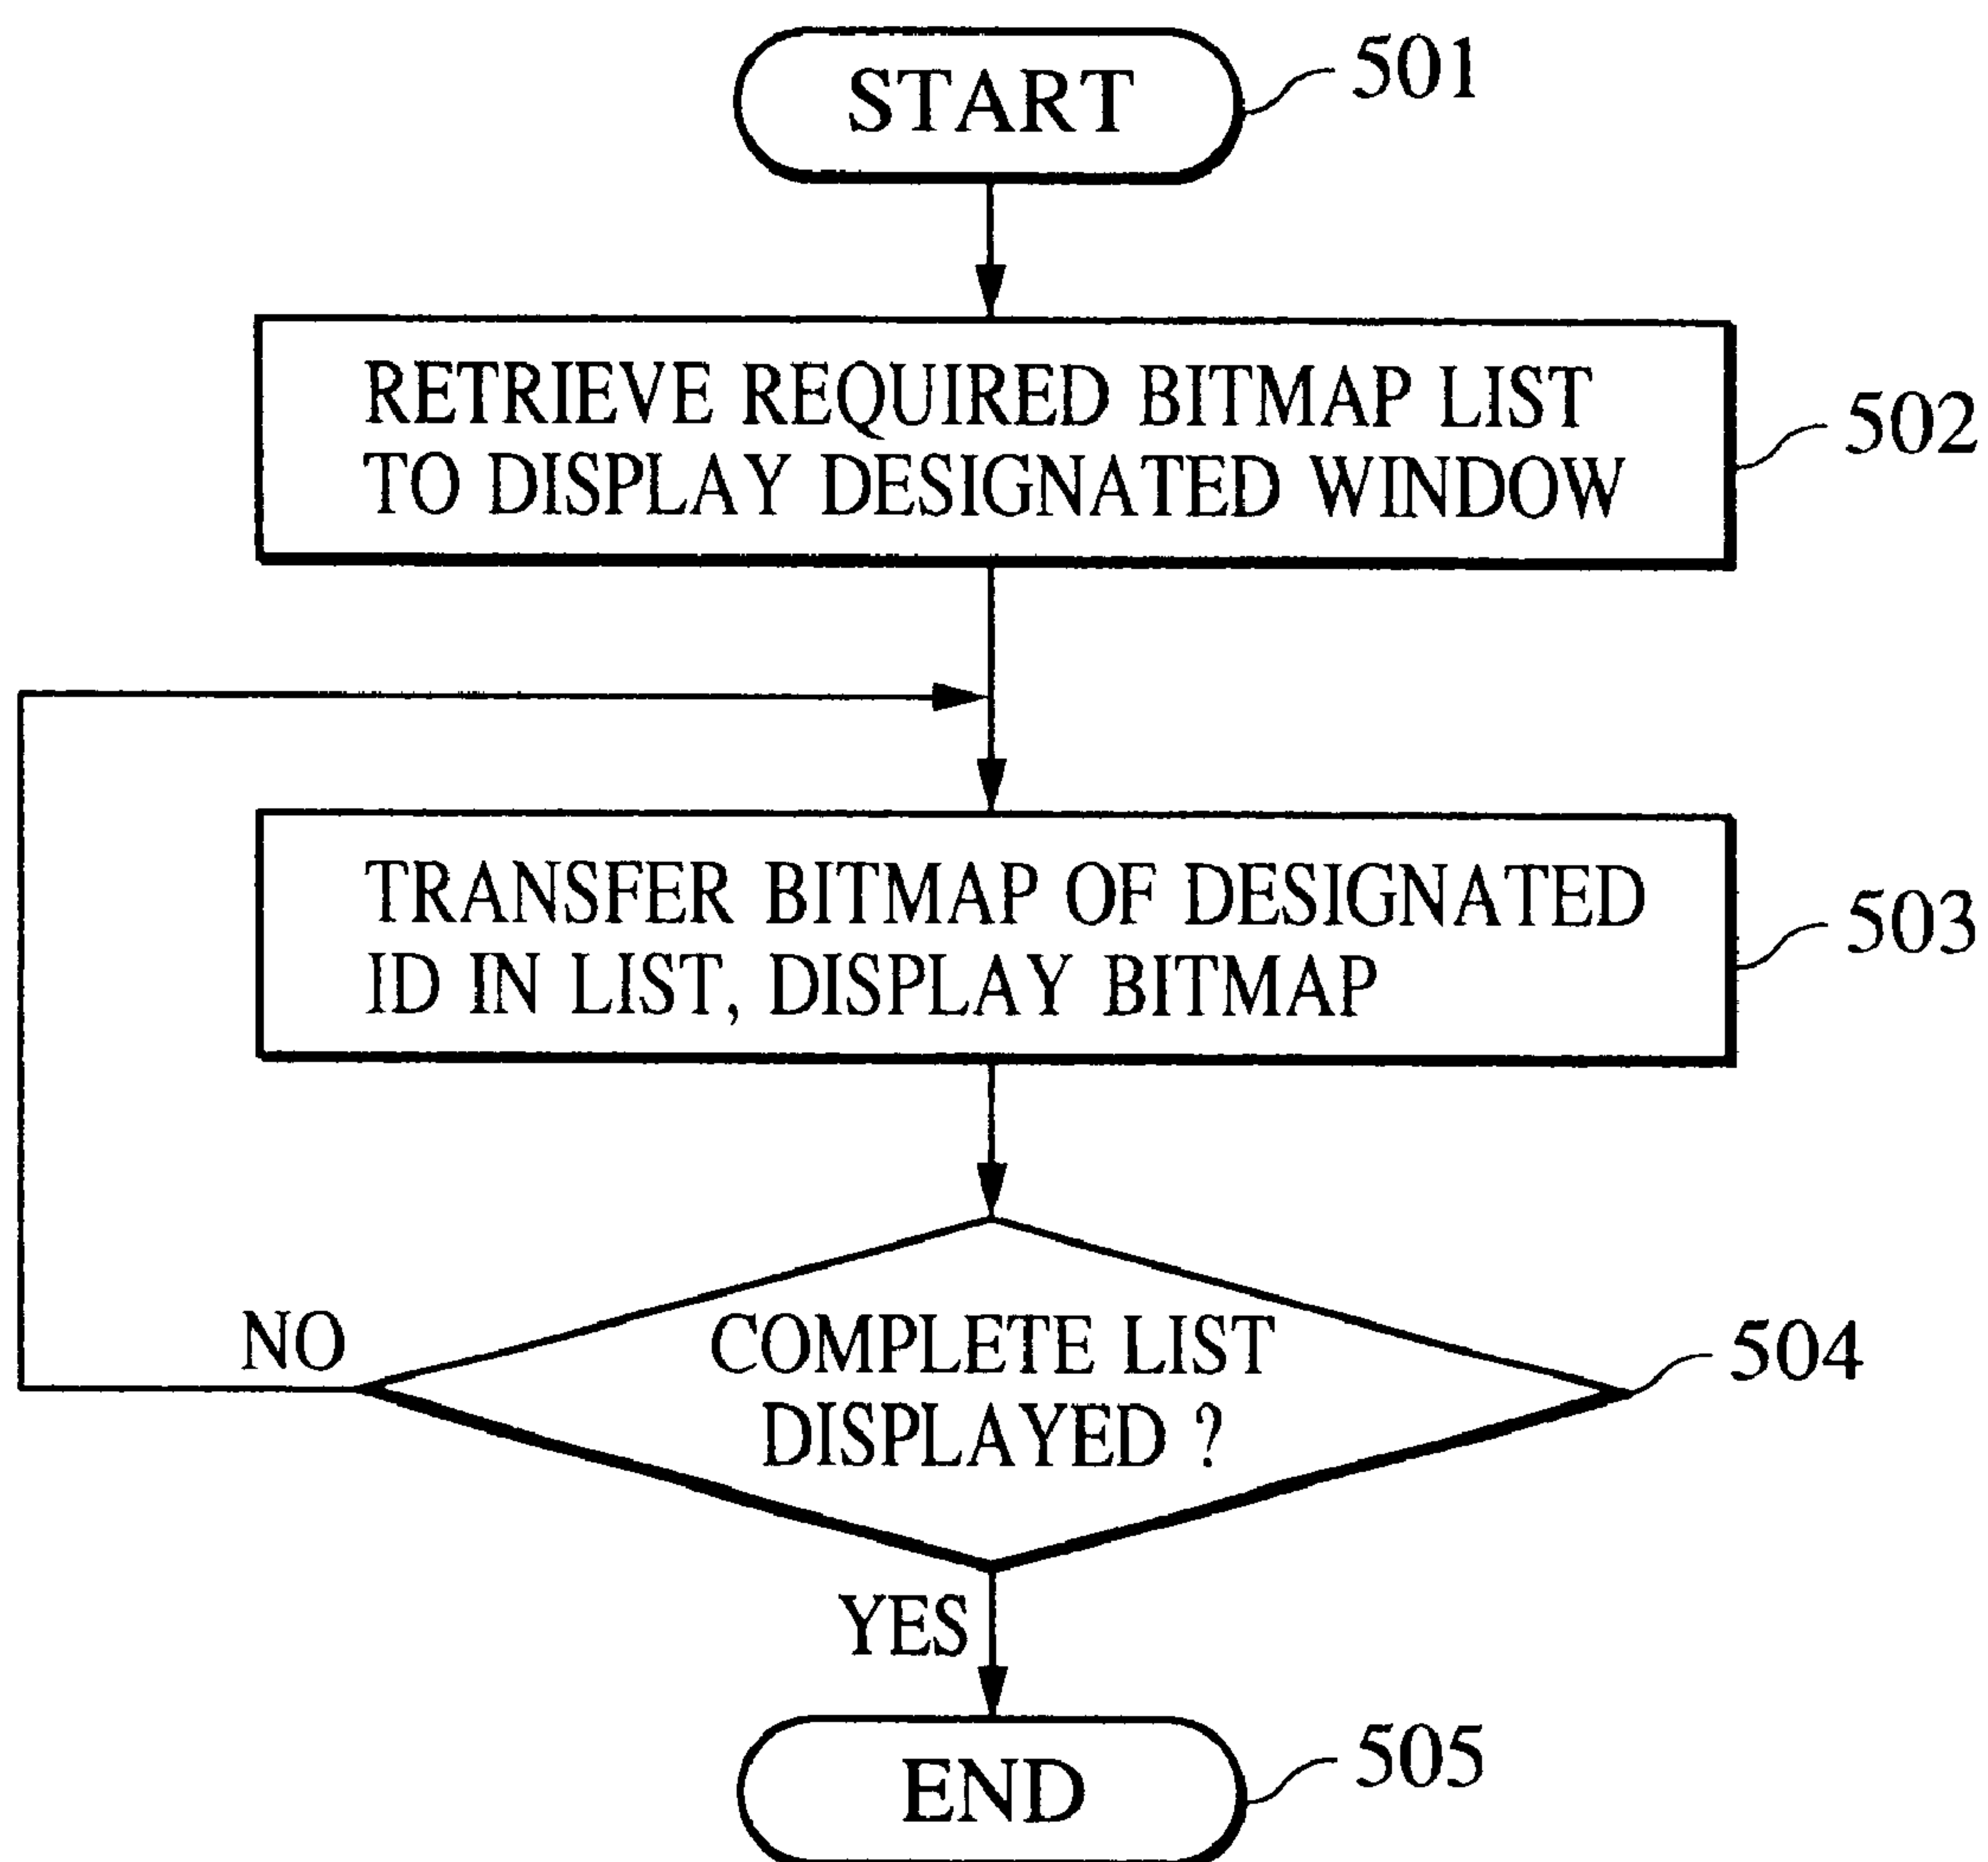 START
501
RETRIEVE REQUIRED BITMAP LIST
TO DISPLAY DESIGNATED WINDOW
502
TRANSFER BITMAP OF DESIGNATED
ID IN LIST, DISPLAY BITMAP
503
NO
COMPLETE LIST
DISPLAYED ?
504
YES
END
505